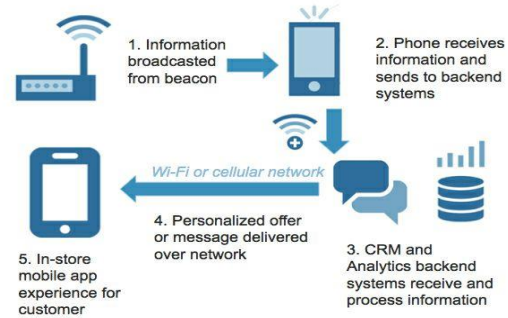 1. Information
broadcasted
from beacon
2. Phone receives
information and
sends to backend
systems
Wi-Fi or cellular network
4. Personalized offer
or message delivered
over network
3. CRM and
Analytics backend
systems receive and
process information
5. In-store
mobile app
experience for
customer